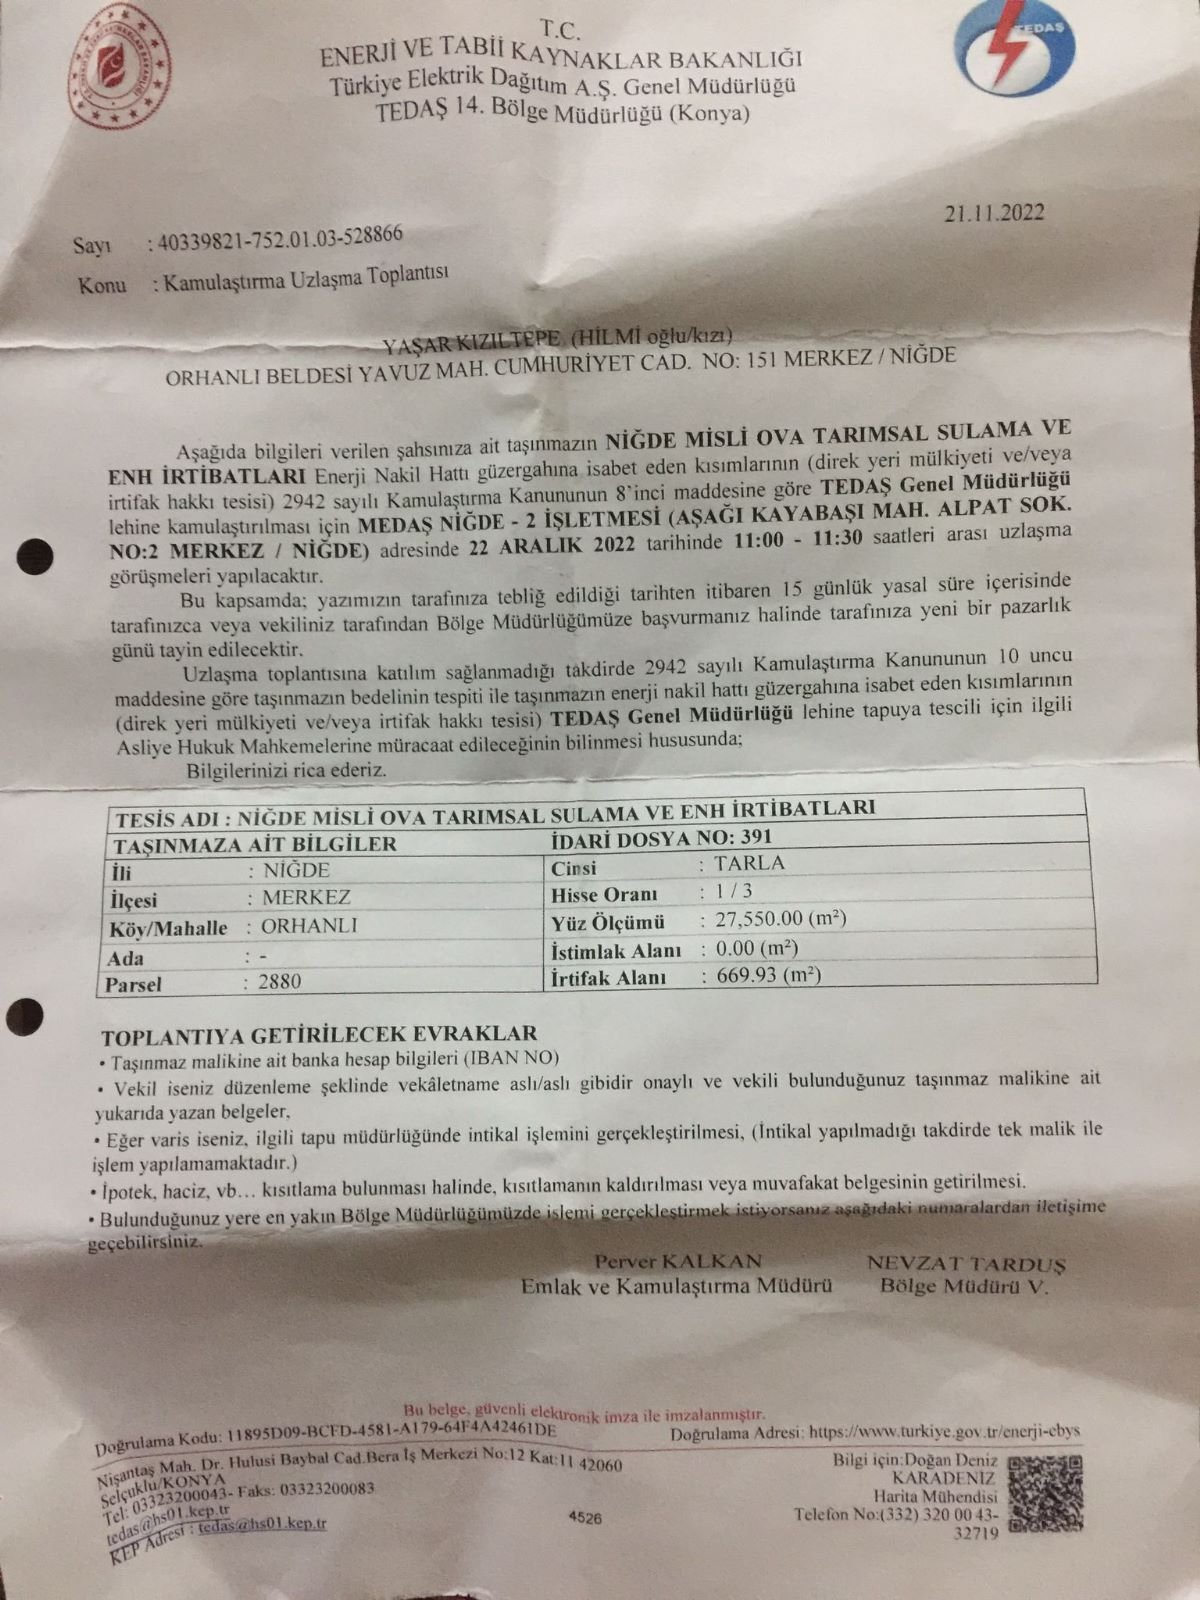 T.C.
ENERJİ VE TABİİ KAYNAKLAR BAKANLIĞI
Türkiye Elektrik Dağıtım A.Ş. Genel Müdürlüğü
TEDAŞ 14. Bölge Müdürlüğü (Konya)
TEDAŞ
21.11.2022
Sayı : 40339821-752.01.03-528866
Konu : Kamulaştırma Uzlaşma Toplantısı
YAŞAR KIZILTEPE (HİLMİ oğlu/kızı)
ORHANLI BELDESİ YAVUZ MAH. CUMHURİYET CAD. NO: 151 MERKEZ / NİĞDE
Aşağıda bilgileri verilen şahsınıza ait taşınmazın NİĞDE MİSLİ OVA TARIMSAL SULAMA VE
ENH İRTİBATLARI Enerji Nakil Hattı güzergahına isabet eden kısımlarının (direk yeri mülkiyeti ve/veya
irtifak hakkı tesisi) 2942 sayılı Kamulaştırma Kanununun 8'inci maddesine göre TEDAŞ Genel Müdürlüğü
lehine kamulaştırılması için MEDAŞ NİĞDE - 2 İŞLETMESİ (AŞAĞI KAYABAŞI MAH. ALPAT SOK.
NO:2 MERKEZ / NİĞDE) adresinde 22 ARALIK 2022 tarihinde 11:00 - 11:30 saatleri arası uzlaşma
görüşmeleri yapılacaktır.
Bu kapsamda; yazımızın tarafınıza tebliğ edildiği tarihten itibaren 15 günlük yasal süre içerisinde
tarafınızca veya vekiliniz tarafından Bölge Müdürlüğümüze başvurmanız halinde tarafınıza yeni bir pazarlık
günü tayin edilecektir.
Uzlaşma toplantısına katılım sağlanmadığı takdirde 2942 sayılı Kamulaştırma Kanununun 10 uncu
maddesine göre taşınmazın bedelinin tespiti ile taşınmazın enerji nakil hattı güzergahına isabet eden kısımlarının
(direk yeri mülkiyeti ve/veya irtifak hakkı tesisi) TEDAŞ Genel Müdürlüğü lehine tapuya tescili için ilgili
Asliye Hukuk Mahkemelerine müracaat edileceğinin bilinmesi hususunda;
Bilgilerinizi rica ederiz.
TESİS ADI : NİĞDE MİSLİ OVA TARIMSAL SULAMA VE ENH İRTİBATLARI
TAŞINMAZA AİT BİLGİLER İDARİ DOSYA NO: 391
İli : NİĞDE Cinsi : TARLA
İlçesi : MERKEZ Hisse Oranı : 1 / 3
Köy/Mahalle : ORHANLI Yüz Ölçümü : 27,550.00 (m²)
Ada : - İstimlak Alanı : 0.00 (m²)
Parsel : 2880 İrtifak Alanı : 669.93 (m²)
TOPLANTIYA GETİRİLECEK EVRAKLAR
• Taşınmaz malikine ait banka hesap bilgileri (IBAN NO)
• Vekil iseniz düzenleme şeklinde vekâletname aslı/aslı gibidir onaylı ve vekili bulunduğunuz taşınmaz malikine ait
yukarıda yazan belgeler.
• Eğer varis iseniz, ilgili tapu müdürlüğünde intikal işlemini gerçekleştirilmesi, (İntikal yapılmadığı takdirde tek malik ile
işlem yapılamamaktadır.)
• İpotek, haciz, vb… kısıtlama bulunması halinde, kısıtlamanın kaldırılması veya muvafakat belgesinin getirilmesi.
• Bulunduğunuz yere en yakın Bölge Müdürlüğümüzde işlemi gerçekleştirmek istiyorsanız aşağıdaki numaralardan iletişime
geçebilirsiniz.
Perver KALKAN NEVZAT TARDUŞ
Emlak ve Kamulaştırma Müdürü Bölge Müdürü V.
Bu belge, güvenli elektronik imza ile imzalanmıştır.
Doğrulama Kodu: 11895D09-BCFD-4581-A179-64F4A42461DE Doğrulama Adresi: https://www.turkiye.gov.tr/enerji-ebys
Nişantaş Mah. Dr. Hulusi Baybal Cad.Bera İş Merkezi No:12 Kat:11 42060
Selçuklu/KONYA
Tel: 03323200043- Faks: 03323200083
tedas@hs01.kep.tr
KEP Adresi : tedas@hs01.kep.tr
4526
Bilgi için:Doğan Deniz
KARADENİZ
Harita Mühendisi
Telefon No:(332) 320 00 43-
32719